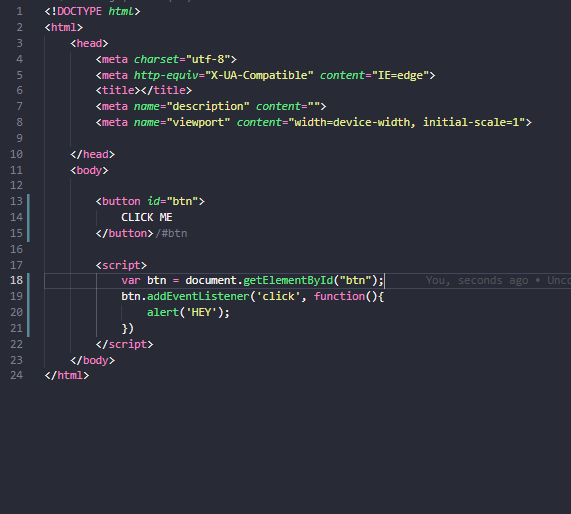 1 <!DOCTYPE html>
2 <html>
3     <head>
4         <meta charset="utf-8">
5         <meta http-equiv="X-UA-Compatible" content="IE=edge">
6         <title></title>
7         <meta name="description" content="">
8         <meta name="viewport" content="width=device-width, initial-scale=1">
9
10     </head>
11     <body>
12
13         <button id="btn">
14             CLICK ME
15         </button>/#btn
16
17         <script>
18             var btn = document.getElementById("btn"); You, seconds ago • Unco
19             btn.addEventListener('click', function(){
20                 alert('HEY');
21             })
22         </script>
23     </body>
24 </html>